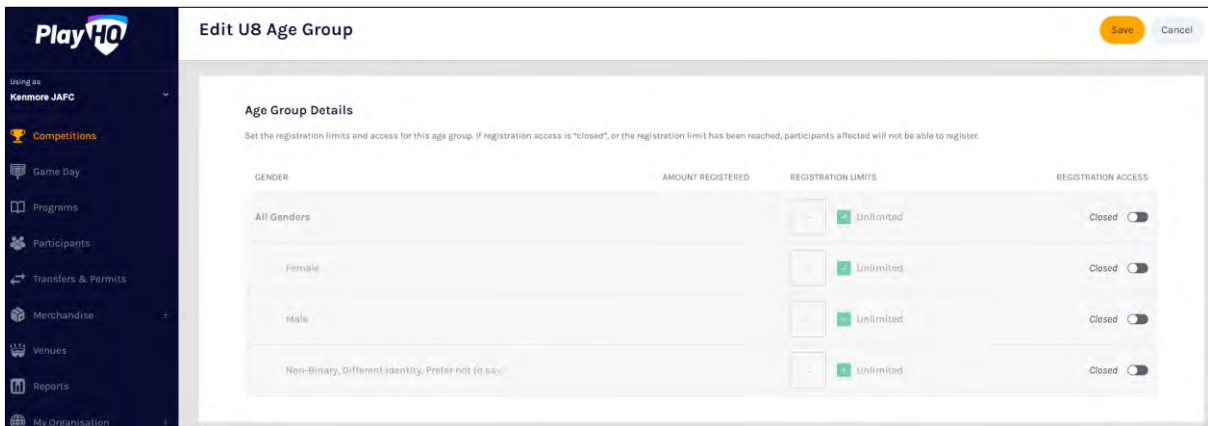 PlayHQ
Edit U8 Age Group
Save
Cancel
Using as
Kenmore JAFC
Competitions
Game Day
Programs
Participants
Transfers & Permits
Merchandise
Venues
Reports
My Organisation
Age Group Details
Set the registration limits and access for this age group. If registration access is "closed", or the registration limit has been reached, participants affected will not be able to register.
GENDER AMOUNT REGISTERED REGISTRATION LIMITS REGISTRATION ACCESS
All Genders - Unlimited Closed
Female - Unlimited Closed
Male - Unlimited Closed
Non-Binary, Different Identity, Prefer not to say. - Unlimited Closed